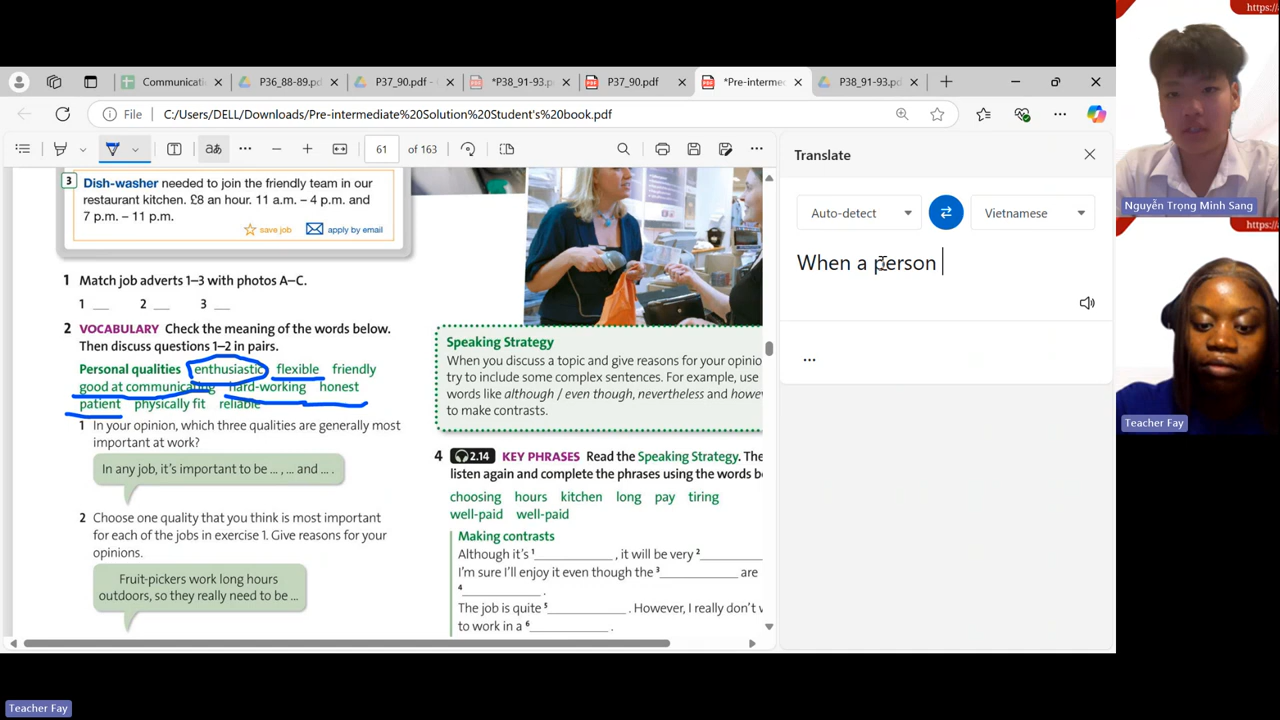 https://
Communicati
P36_88-89.pd
P37_90.pdf -
*P38_91-93.p
P37_90.pdf
*Pre-intermed
P38_91-93.pd
File
C:/Users/DELL/Downloads/Pre-intermediate%20Solution%20Student's%20book.pdf
61 of 163
3 Dish-washer needed to join the friendly team in our
restaurant kitchen. £8 an hour. 11 a.m. – 4 p.m. and
7 p.m. – 11 p.m.
save job apply by email
1 Match job adverts 1–3 with photos A–C.
1 __ 2 __ 3 __
2 VOCABULARY Check the meaning of the words below.
Then discuss questions 1–2 in pairs.
Personal qualities enthusiastic flexible friendly
good at communicating hard-working honest
patient physically fit reliable
1 In your opinion, which three qualities are generally most
important at work?
In any job, it's important to be ... , ... and ... .
2 Choose one quality that you think is most important
for each of the jobs in exercise 1. Give reasons for your
opinions.
Fruit-pickers work long hours
outdoors, so they really need to be ...
Speaking Strategy
When you discuss a topic and give reasons for your opinio
try to include some complex sentences. For example, use
words like although / even though, nevertheless and howe
to make contrasts.
4 2.14 KEY PHRASES Read the Speaking Strategy. The
listen again and complete the phrases using the words b
choosing hours kitchen long pay tiring
well-paid well-paid
Making contrasts
Although it's 1__________ , it will be very 2__________
I'm sure I'll enjoy it even though the 3__________ are
4__________ .
The job is quite 5__________ . However, I really don't
to work in a 6__________ .
Translate
Auto-detect
Vietnamese
When a person
...
Nguyễn Trọng Minh Sang
https://
Teacher Fay
Teacher Fay